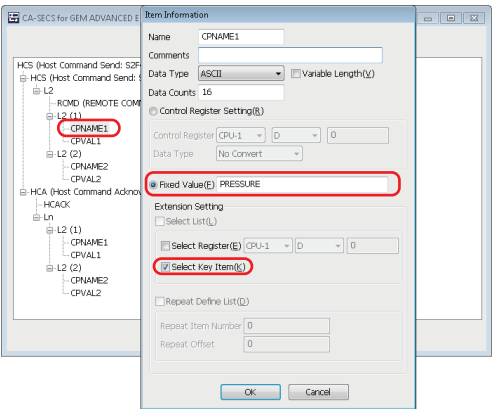 CA-SECS for GEM ADVANCED E
HCS (Host Command Send: S2F
HCS (Host Command Send: S
L2
RCMD (REMOTE COM
L2 (1)
CPNAME1
CPVAL1
L2 (2)
CPNAME2
CPVAL2
HCA (Host Command Acknov
HCACK
Ln
L2 (1)
CPNAME1
CPVAL1
L2 (2)
CPNAME2
CPVAL2
Item Information
Name CPNAME1
Comments
Data Type ASCII Variable Length(V)
Data Counts 16
Control Register Setting(R)
Control Register CPU-1 D 0
Data Type No Convert
Fixed Value(F) PRESSURE
Extension Setting
Select List(L)
Select Register(E) CPU-1 D 0
Select Key Item(K)
Repeat Define List(D)
Repeat Item Number 0
Repeat Offset 0
OK Cancel